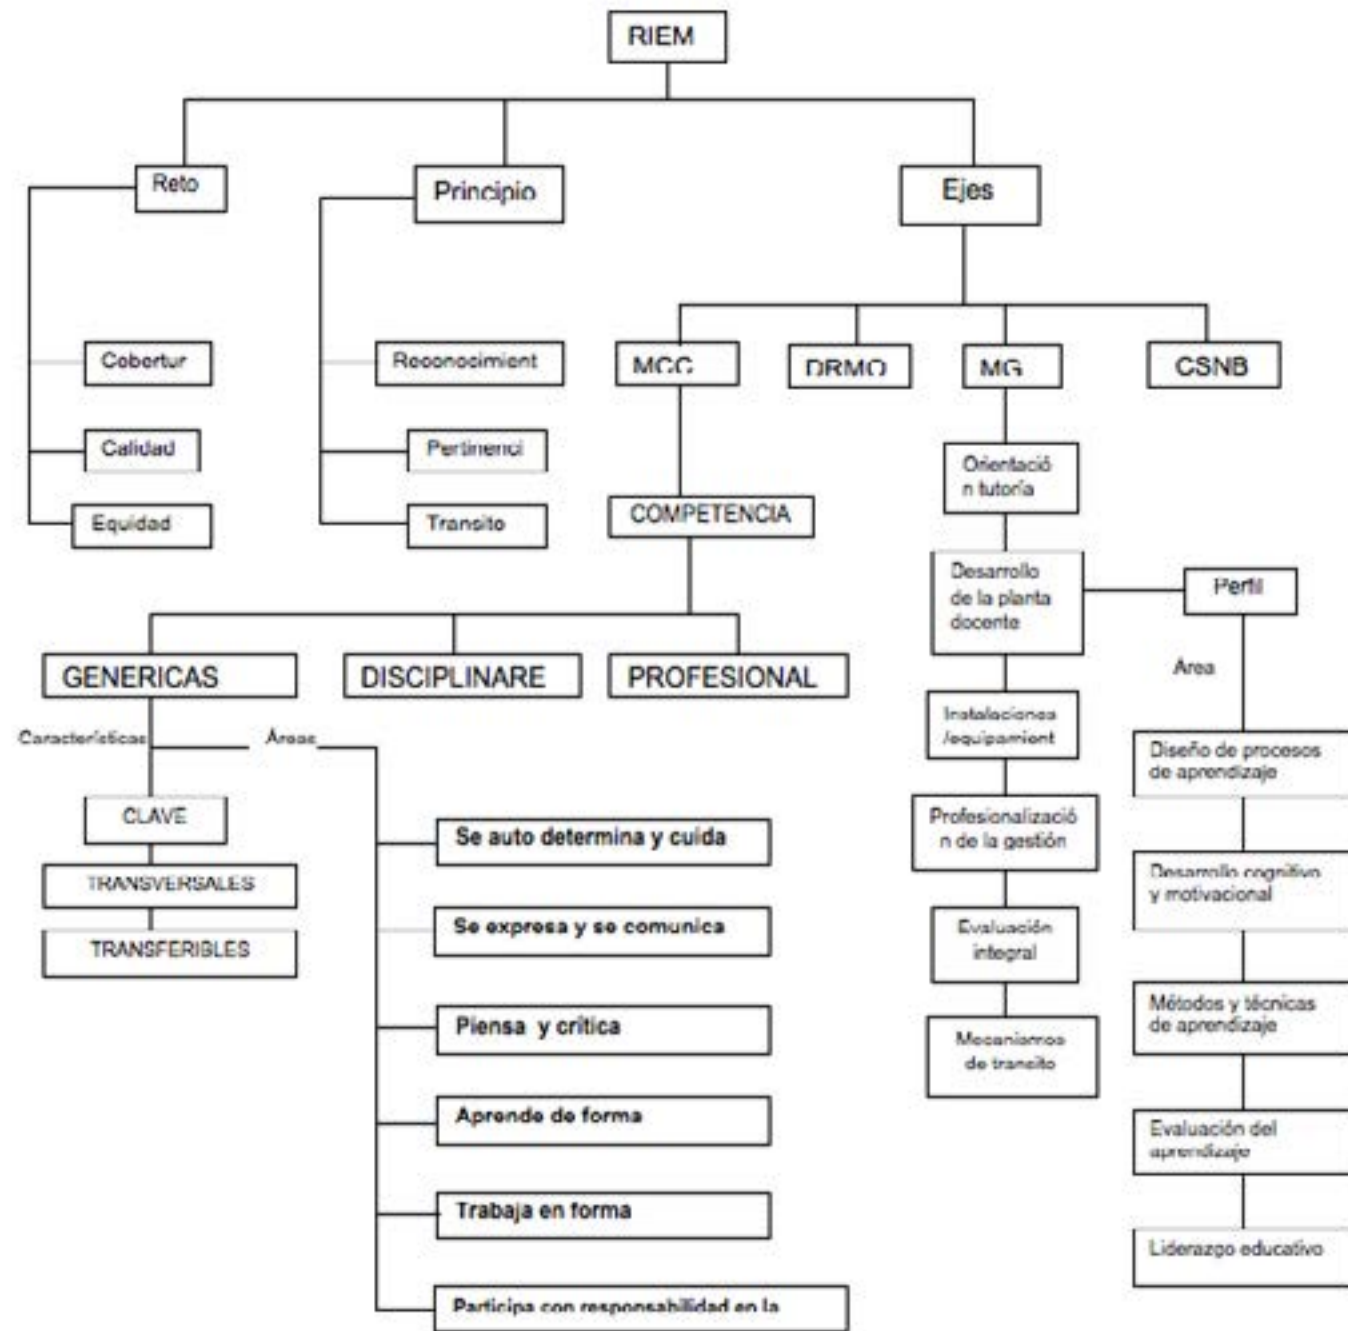 RIEM
Reto
Principio
Ejes
Cobertur
Reconocimient
MCC
DRMO
MG
CSNB
Calidad
Pertinenci
Equidad
Transito
Orientació
n tutoría
COMPETENCIA
Desarrollo
de la planta
docente
Perfil
GENERICAS
DISCIPLINARE
PROFESIONAL
Area
Características
Áreas
Instalaciones
/equipamient
Diseño de procesos
de aprendizaje
CLAVE
Se auto determina y cuida
Profesionalizació
n de la gestión
TRANSVERSALES
Desarrollo cognitivo
y motivacional
TRANSFERIBLES
Se expresa y se comunica
Evaluación
integral
Piensa y crítica
Métodos y técnicas
de aprendizaje
Mecanismos
de transito
Aprende de forma
Evaluación del
aprendizaje
Trabaja en forma
Liderazgo educativo
Participa con responsabilidad en la